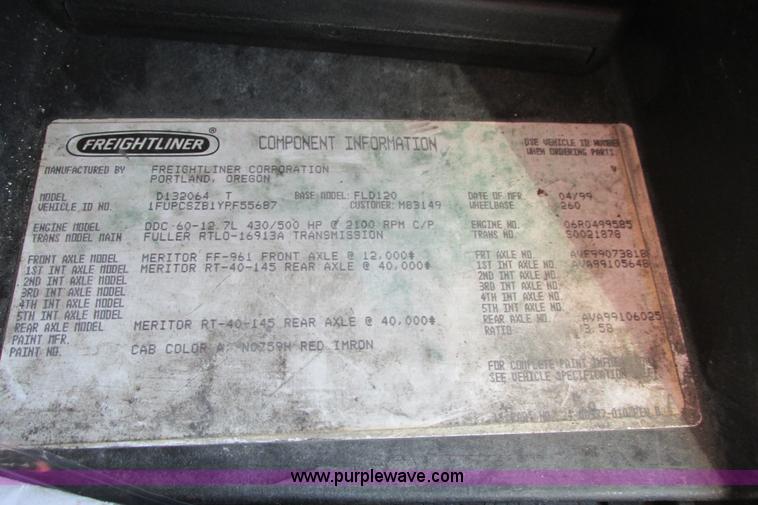 FREIGHTLINER ® COMPONENT INFORMATION USE VEHICLE ID NUMBER
WHEN ORDERING PARTS.
MANUFACTURED BY FREIGHTLINER CORPORATION
PORTLAND, OREGON
MODEL D132064 T BASE MODEL: FLD120 DATE OF MFR 04/99
VEHICLE ID NO. 1FUPCSZB1YPF55687 CUSTOMER: M83149 WHEELBASE 260
ENGINE MODEL DDC-60-12.7L 430/500 HP @ 2100 RPM C/P ENGINE NO. 06R0499585
TRANS MODEL MAIN FULLER RTLO-16913A TRANSMISSION TRANS NO. S0021878
FRONT AXLE MODEL MERITOR FF-961 FRONT AXLE @ 12,000# FRT AXLE NO.
1ST INT AXLE MODEL MERITOR RT-40-145 REAR AXLE @ 40,000# 1ST INT AXLE NO. AVA99105648
2ND INT AXLE MODEL 2ND INT AXLE NO.
3RD INT AXLE MODEL 3RD INT AXLE NO.
4TH INT AXLE MODEL 4TH INT AXLE NO.
5TH INT AXLE MODEL 5TH INT AXLE NO.
REAR AXLE MODEL MERITOR RT-40-145 REAR AXLE @ 40,000# REAR AXLE NO. AVA99106025
PAINT MFR. RATIO 3.58
PAINT NO. CAB COLOR A: N0759H RED IMRON
FOR COMPLETE PAINT INFORMATION
SEE VEHICLE SPECIFICATION
www.purplewave.com